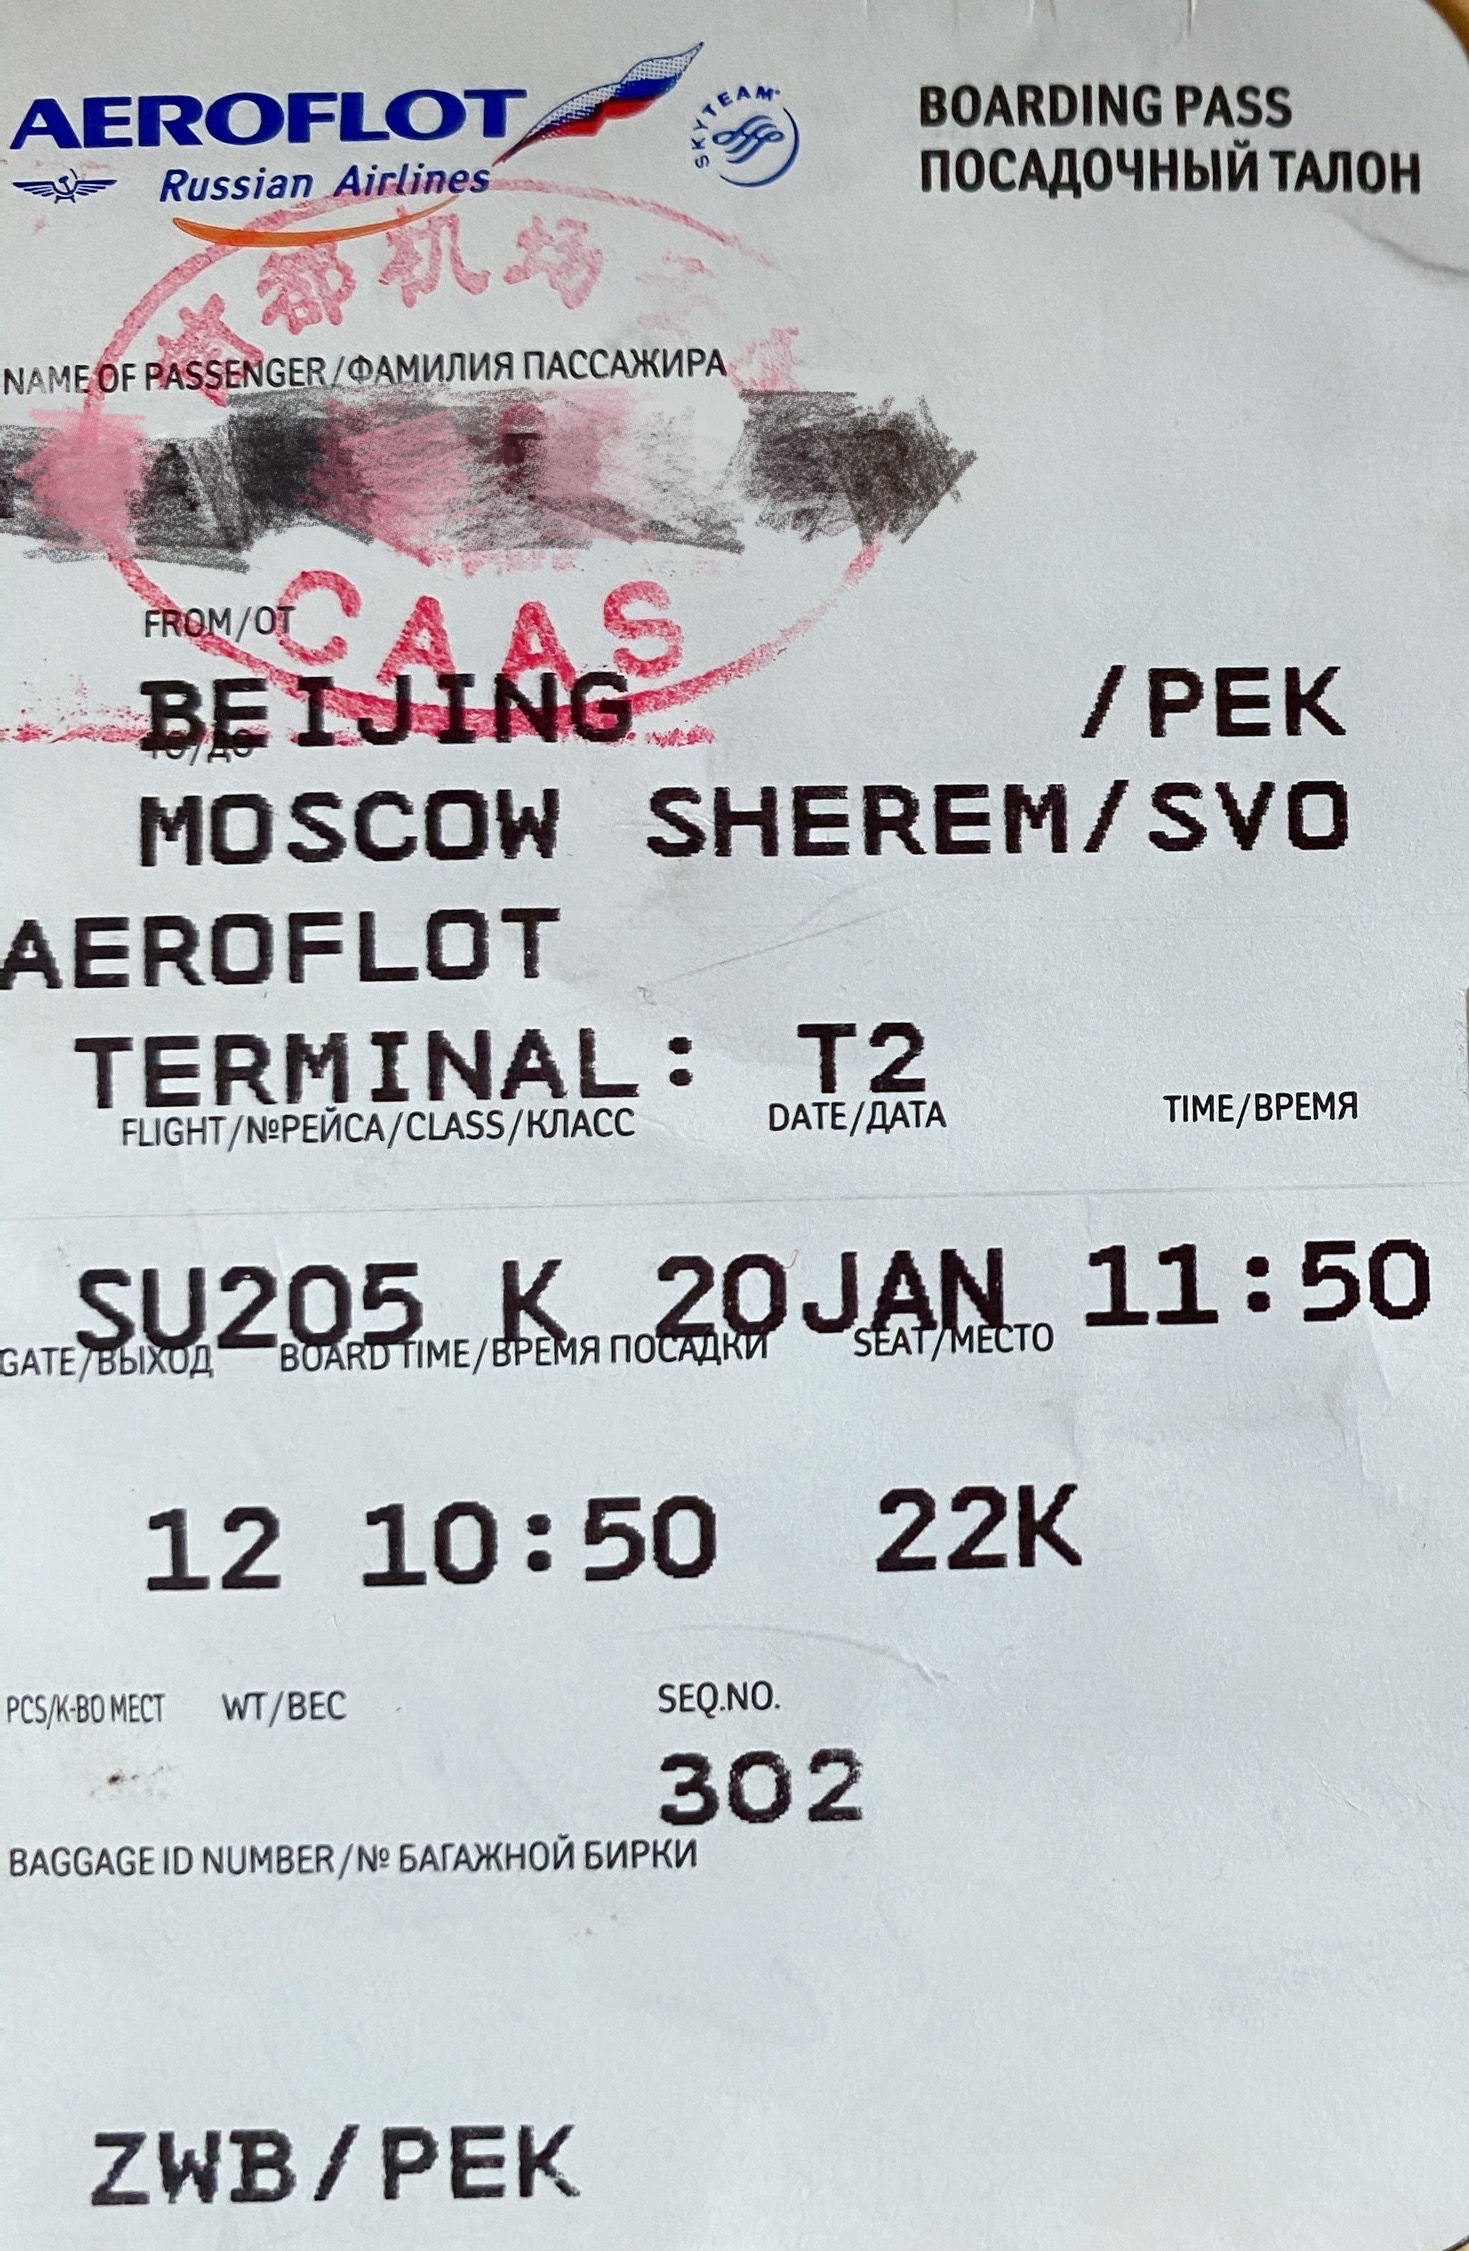 AEROFLOT
Russian Airlines
SKYTEAM
BOARDING PASS
ПОСАДОЧНЫЙ ТАЛОН
都机场
NAME OF PASSENGER/ФАМИЛИЯ ПАССАЖИРА
CAAS
FROM/ОТ
BEIJING /PEK
TO/ДО
MOSCOW SHEREM/SVO
AEROFLOT
TERMINAL: T2
FLIGHT/№РЕЙСА/CLASS/КЛАСС DATE/ДАТА TIME/ВРЕМЯ
SU205 K 20JAN 11:50
GATE/ВЫХОД BOARD TIME/ВРЕМЯ ПОСАДКИ SEAT/МЕСТО
12 10:50 22K
PCS/К-ВО МЕСТ WT/ВЕС SEQ.NO.
302
BAGGAGE ID NUMBER/№ БАГАЖНОЙ БИРКИ
ZWB/PEK